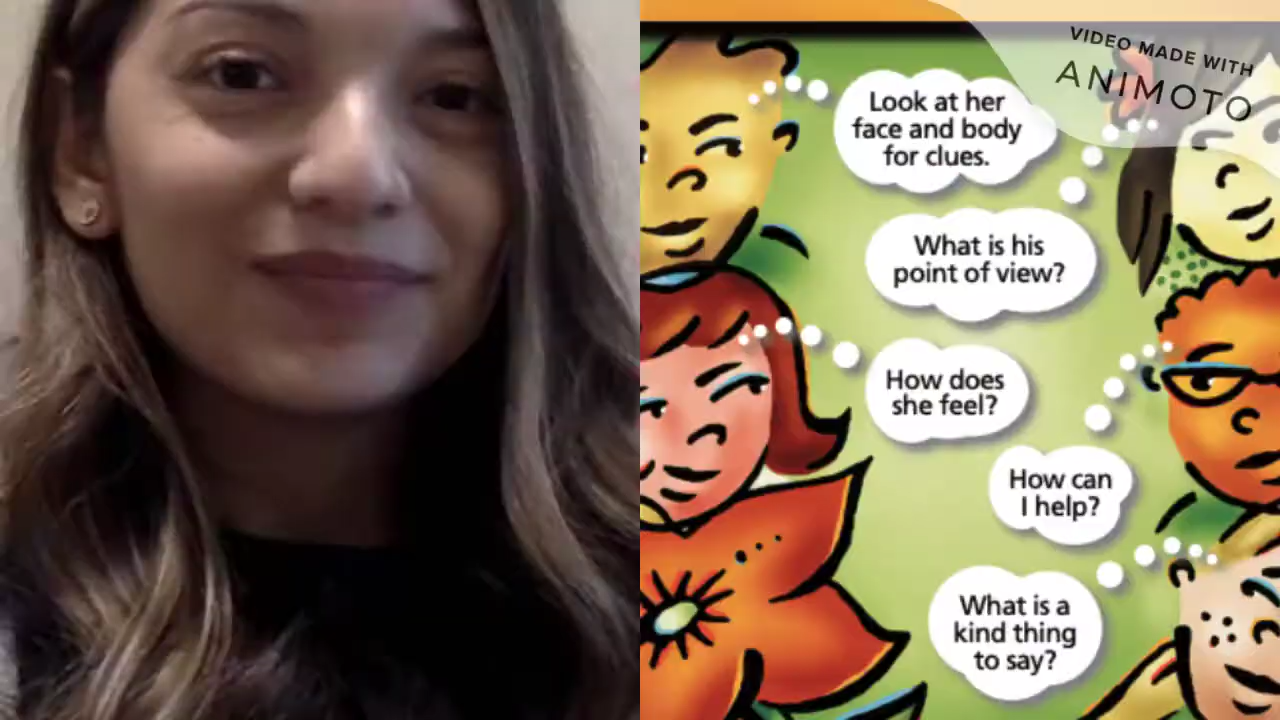 VIDEO MADE WITH
ANIMOTO
Look at her
face and body
for clues.
What is his
point of view?
How does
she feel?
How can
I help?
What is a
kind thing
to say?